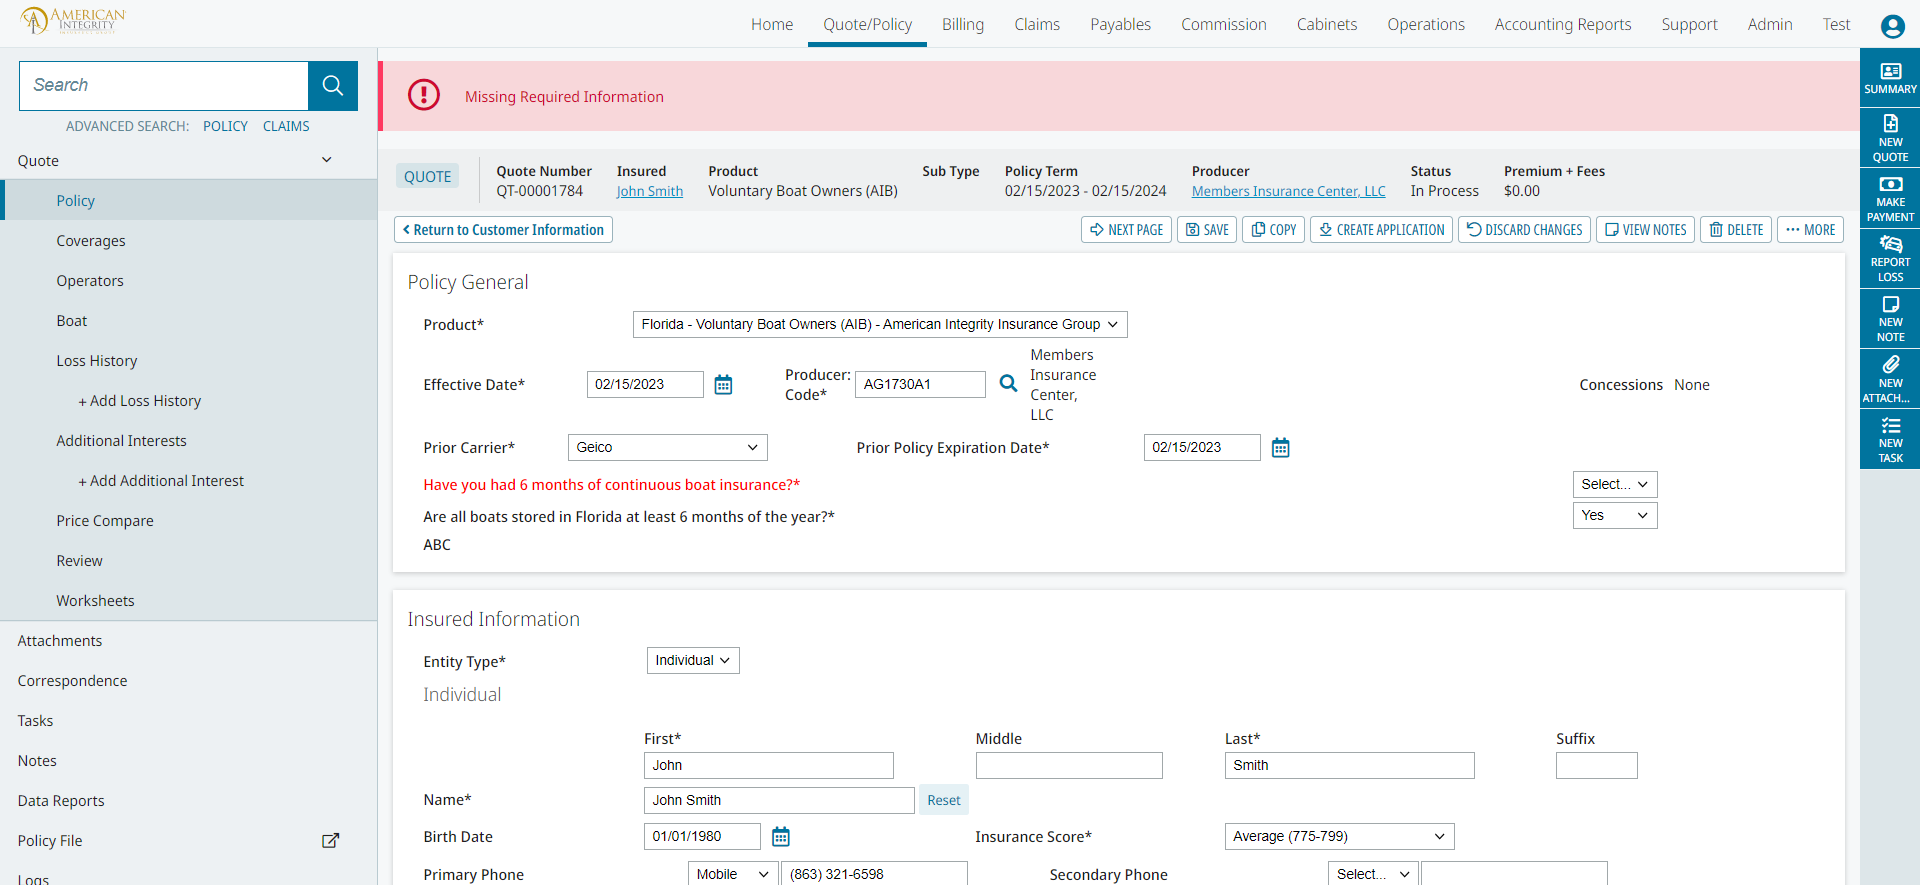 AMERICAN
INTEGRITY
Home
Quote/Policy
Billing
Claims
Payables
Commission
Cabinets
Operations
Accounting Reports
Support
Admin
Test
Search
ADVANCED SEARCH: POLICY CLAIMS
Quote
Policy
Coverages
Operators
Boat
Loss History
+ Add Loss History
Additional Interests
+ Add Additional Interest
Price Compare
Review
Worksheets
Attachments
Correspondence
Tasks
Notes
Data Reports
Policy File
Logs
Missing Required Information
QUOTE
Quote Number
QT-00001784
Insured
John Smith
Product
Voluntary Boat Owners (AIB)
Sub Type
Policy Term
02/15/2023 - 02/15/2024
Producer
Members Insurance Center, LLC
Status
In Process
Premium + Fees
$0.00
Return to Customer Information
NEXT PAGE
SAVE
COPY
CREATE APPLICATION
DISCARD CHANGES
VIEW NOTES
DELETE
MORE
Policy General
Product* Florida - Voluntary Boat Owners (AIB) - American Integrity Insurance Group
Effective Date* 02/15/2023
Producer:
Code*
AG1730A1
Members
Insurance
Center,
LLC
Concessions None
Prior Carrier* Geico
Prior Policy Expiration Date* 02/15/2023
Have you had 6 months of continuous boat insurance?* Select...
Are all boats stored in Florida at least 6 months of the year?* Yes
ABC
Insured Information
Entity Type* Individual
Individual
First* Middle Last* Suffix
John Smith
Name* John Smith Reset
Birth Date 01/01/1980 Insurance Score* Average (775-799)
Primary Phone Mobile (863) 321-6598 Secondary Phone Select...
SUMMARY
NEW
QUOTE
MAKE
PAYMENT
REPORT
LOSS
NEW
NOTE
NEW
ATTACH...
NEW
TASK